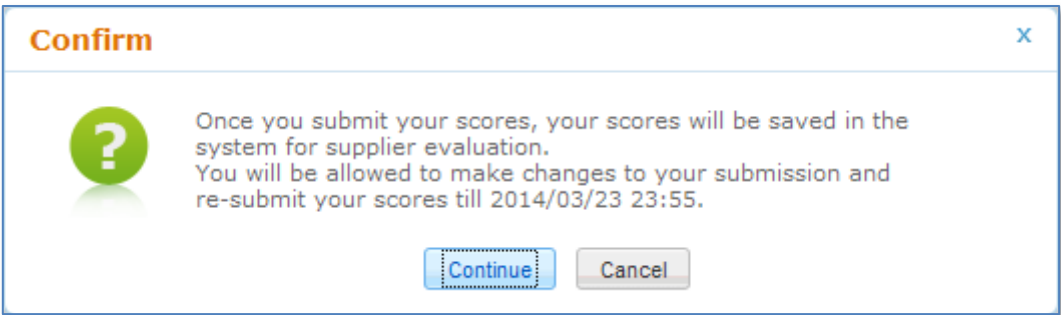 Confirm
x
?
Once you submit your scores, your scores will be saved in the
system for supplier evaluation.
You will be allowed to make changes to your submission and
re-submit your scores till 2014/03/23 23:55.
Continue
Cancel